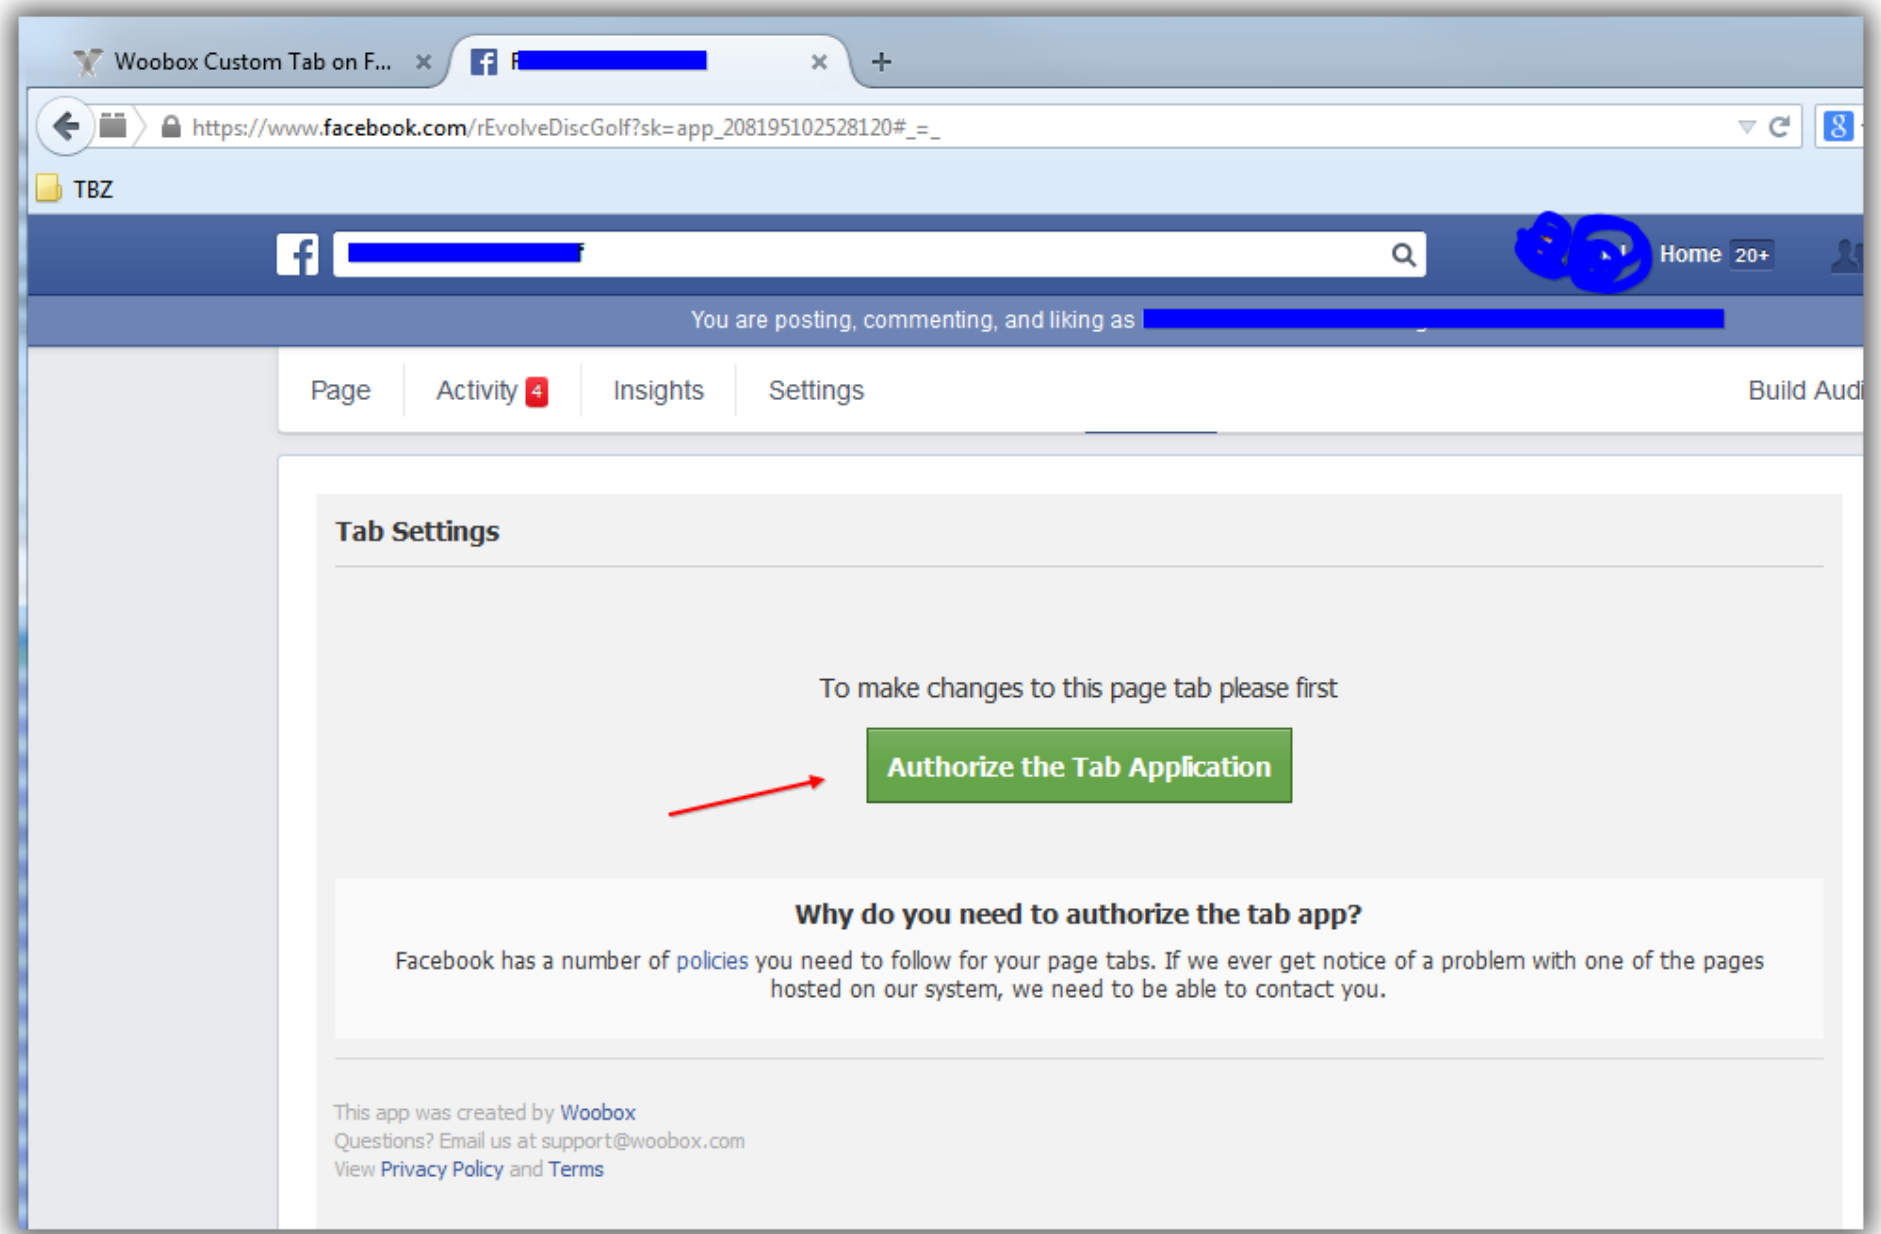 Woobox Custom Tab on F...
https://www.facebook.com/rEvolveDiscGolf?sk=app_208195102528120#_=_
TBZ
Home 20+
You are posting, commenting, and liking as
Page Activity 4 Insights Settings Build Audi
Tab Settings
To make changes to this page tab please first
Authorize the Tab Application
Why do you need to authorize the tab app?
Facebook has a number of policies you need to follow for your page tabs. If we ever get notice of a problem with one of the pages
hosted on our system, we need to be able to contact you.
This app was created by Woobox
Questions? Email us at support@woobox.com
View Privacy Policy and Terms